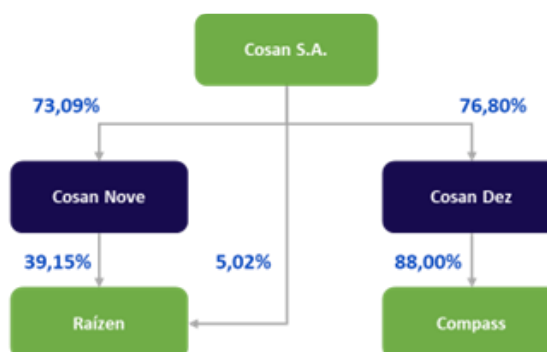 Cosan S.A.
73,09% 76,80%
Cosan Nove Cosan Dez
39,15% 5,02% 88,00%
Raízen Compass